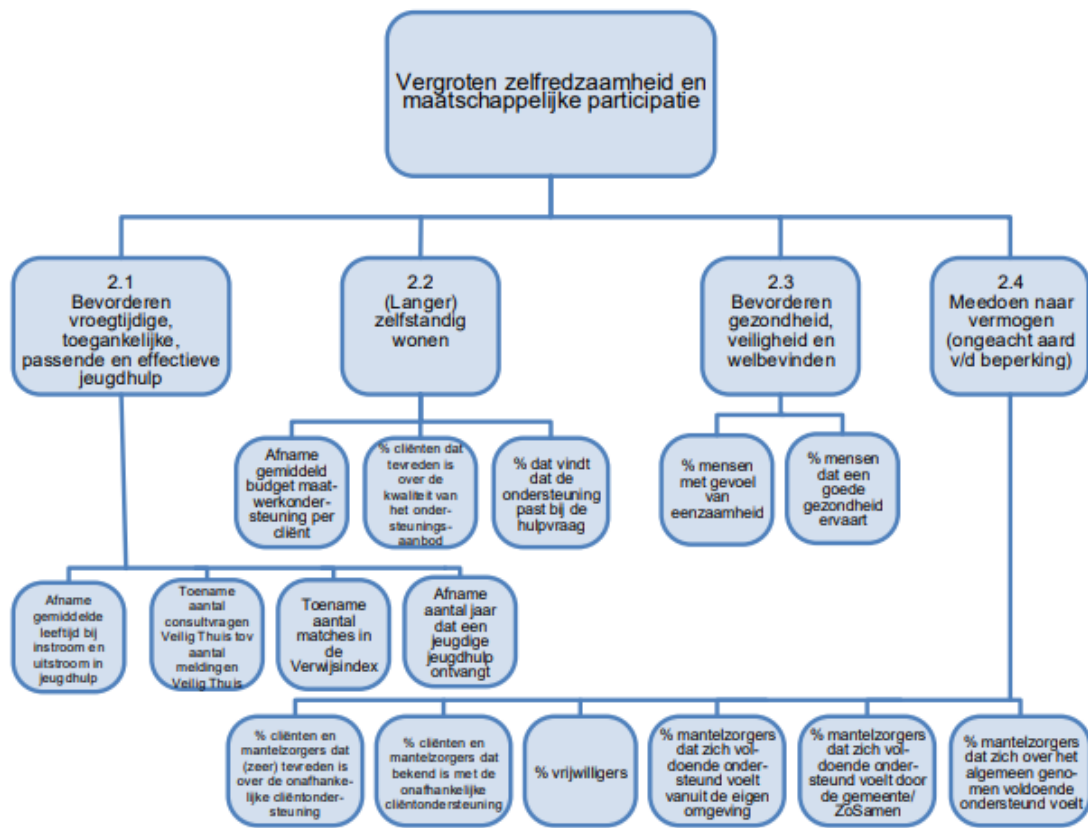 Vergroten zelfredzaamheid en
maatschappelijke participatie
2.1
Bevorderen
vroegtijdige,
toegankelijke,
passende en effectieve
jeugdhulp
2.2
(Langer)
zelfstandig
wonen
2.3
Bevorderen
gezondheid,
veiligheid en
welbevinden
2.4
Meedoen naar
vermogen
(ongeacht aard
v/d beperking)
Afname
gemiddeld
budget maat-
werkonder-
steuning per
cliënt
% cliënten dat
tevreden is
over de
kwaliteit van
het onder-
steunings-
aanbod
% dat vindt
dat de
ondersteuning
past bij de
hulpvraag
% mensen
met gevoel
van
eenzaamheid
% mensen
dat een
goede
gezondheid
ervaart
Afname
gemiddelde
leeftijd bij
instroom en
uitstroom in
jeugdhulp
Toename
aantal
consultvragen
Veilig Thuis tov
aantal
meldingen
Veilig Thuis
Toename
aantal
matches in
de
Verwijsindex
Afname
aantal jaar
dat een
jeugdige
jeugdhulp
ontvangt
% cliënten en
mantelzorgers dat
(zeer) tevreden is
over de onafhanke-
lijke cliëntonder-
steuning
% cliënten en
mantelzorgers dat
bekend is met de
onafhankelijke
cliëntondersteuning
% vrijwilligers
% mantelzorgers
dat zich vol-
doende onder-
steund voelt
vanuit de eigen
omgeving
% mantelzorgers
dat zich vol-
doende onder-
steund voelt door
de gemeente/
ZoSamen
% mantelzorgers
dat zich over het
algemeen geno-
men voldoende
ondersteund voelt/